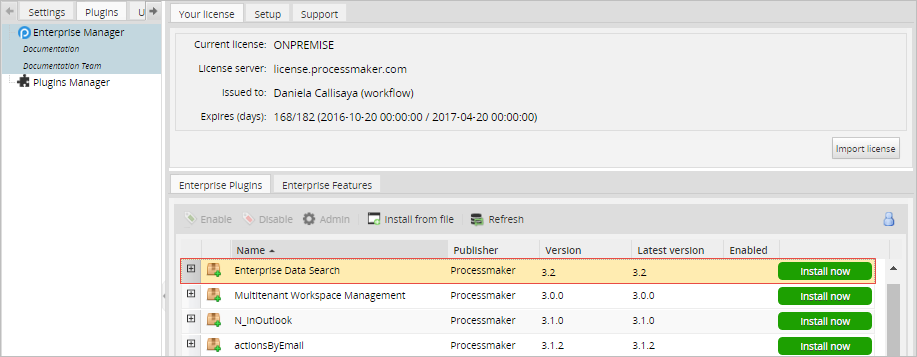 Settings Plugins U
Enterprise Manager
Documentation
Documentation Team
Plugins Manager
Your license Setup Support
Current license: ONPREMISE
License server: license.processmaker.com
Issued to: Daniela Callisaya (workflow)
Expires (days): 168/182 (2016-10-20 00:00:00 / 2017-04-20 00:00:00)
Import license
Enterprise Plugins Enterprise Features
Enable Disable Admin Install from file Refresh
Name Publisher Version Latest version Enabled
Enterprise Data Search Processmaker 3.2 3.2 Install now
Multitenant Workspace Management Processmaker 3.0.0 3.0.0 Install now
N_InOutlook Processmaker 3.1.0 3.1.0 Install now
actionsByEmail Processmaker 3.1.2 3.1.2 Install now